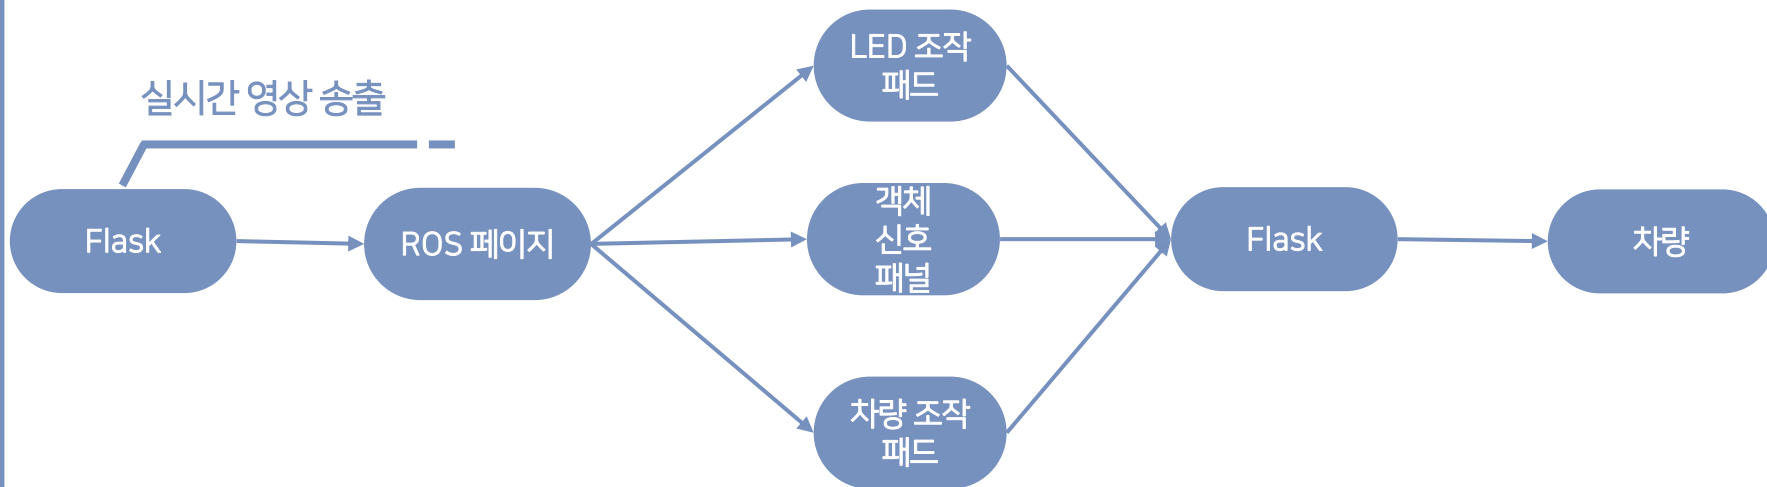 실시간 영상 송출
Flask
ROS 페이지
LED 조작
패드
객체
신호
패널
차량 조작
패드
Flask
차량